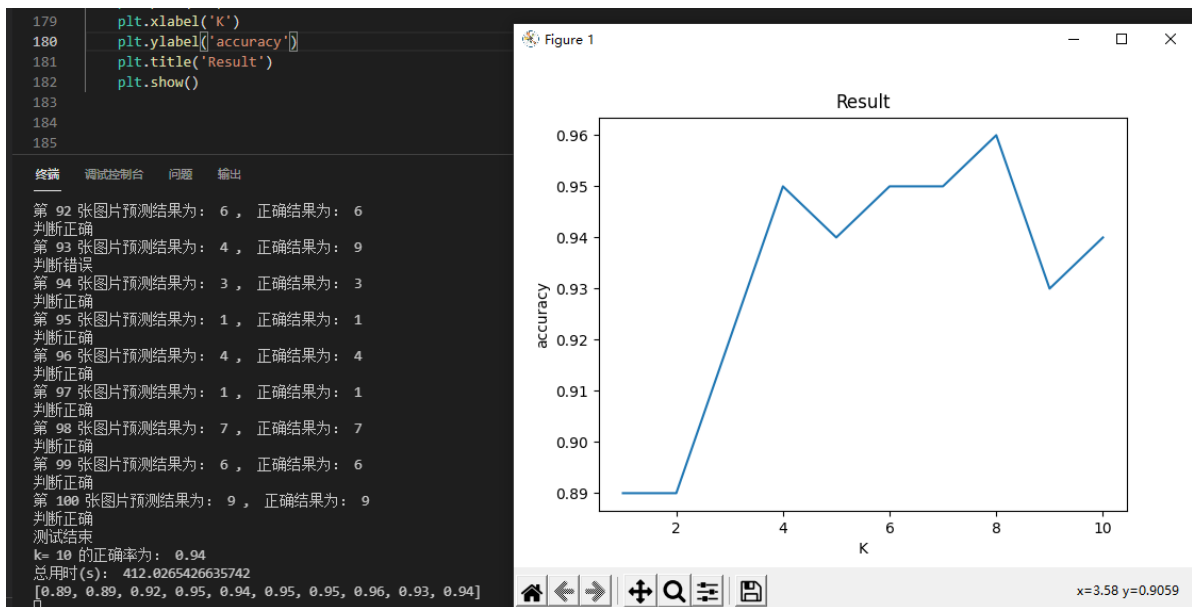 179 plt.xlabel('K')
180 plt.ylabel('accuracy')
181 plt.title('Result')
182 plt.show()
183
184
185
终端 调试控制台 问题 输出
第 92 张图片预测结果为: 6 , 正确结果为: 6
判断正确
第 93 张图片预测结果为: 4 , 正确结果为: 9
判断错误
第 94 张图片预测结果为: 3 , 正确结果为: 3
判断正确
第 95 张图片预测结果为: 1 , 正确结果为: 1
判断正确
第 96 张图片预测结果为: 4 , 正确结果为: 4
判断正确
第 97 张图片预测结果为: 1 , 正确结果为: 1
判断正确
第 98 张图片预测结果为: 7 , 正确结果为: 7
判断正确
第 99 张图片预测结果为: 6 , 正确结果为: 6
判断正确
第 100 张图片预测结果为: 9 , 正确结果为: 9
判断正确
测试结束
k= 10 的正确率为: 0.94
总用时(s): 412.0265426635742
[0.89, 0.89, 0.92, 0.95, 0.94, 0.95, 0.95, 0.96, 0.93, 0.94]
Figure 1
Result
0.96
0.95
0.94
0.93
0.92
0.91
0.90
0.89
accuracy
2 4 6 8 10
K
x=3.58 y=0.9059